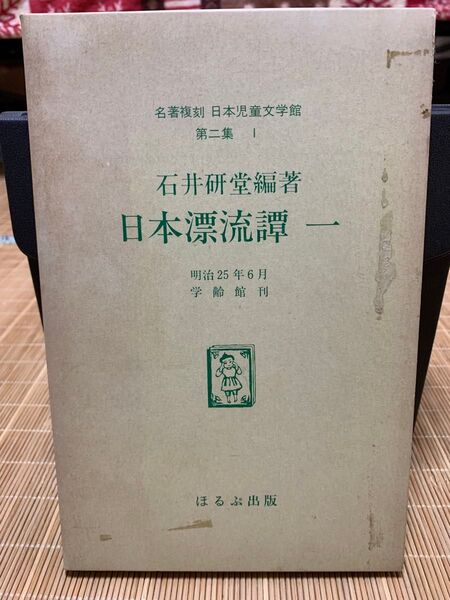 名著複刻 日本児童文学館
第二集 I
石井研堂編著
日本漂流譚 一
明治25年6月
学齢館刊
ほるぷ出版